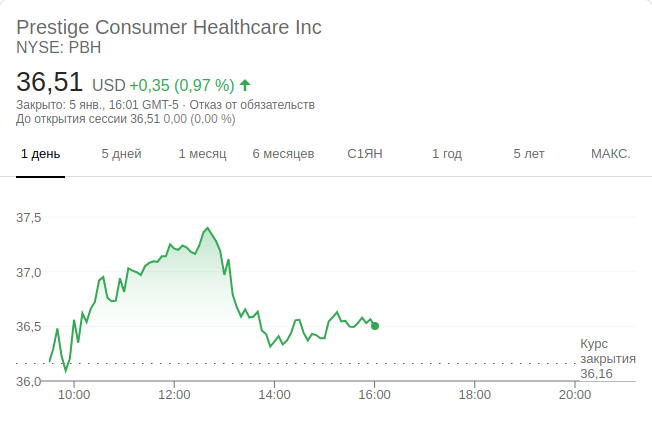 Prestige Consumer Healthcare Inc
NYSE: PBH
36,51 USD +0,35 (0,97 %)
Закрыто: 5 янв., 16:01 GMT-5 · Отказ от обязательств
До открытия сессии 36,51 0,00 (0,00 %)
1 день 5 дней 1 месяц 6 месяцев С1ЯН 1 год 5 лет МАКС.
37,5
37,0
36,5
Курс
закрытия
36,16
36,0
10:00 12:00 14:00 16:00 20:00